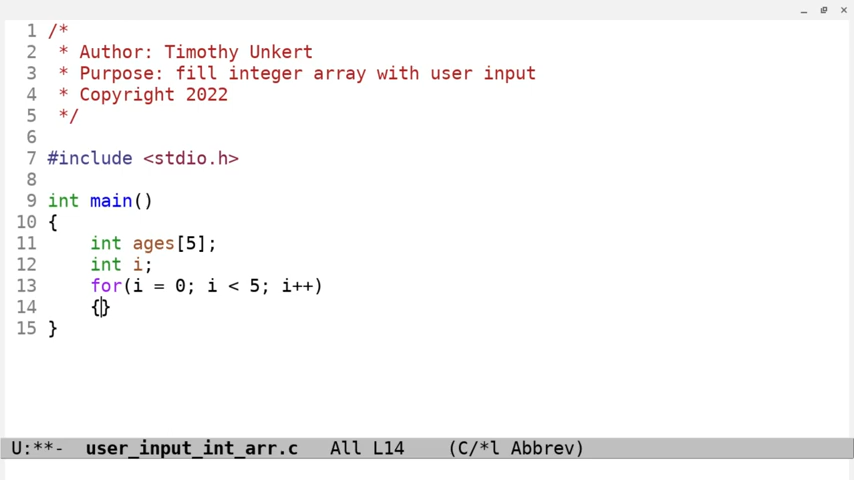 1 /*
2 * Author: Timothy Unkert
3 * Purpose: fill integer array with user input
4 * Copyright 2022
5 */
6
7 #include <stdio.h>
8
9 int main()
10 {
11 int ages[5];
12 int i;
13 for(i = 0; i < 5; i++)
14 {}
15 }
U:**- user_input_int_arr.c All L14 (C/*l Abbrev)